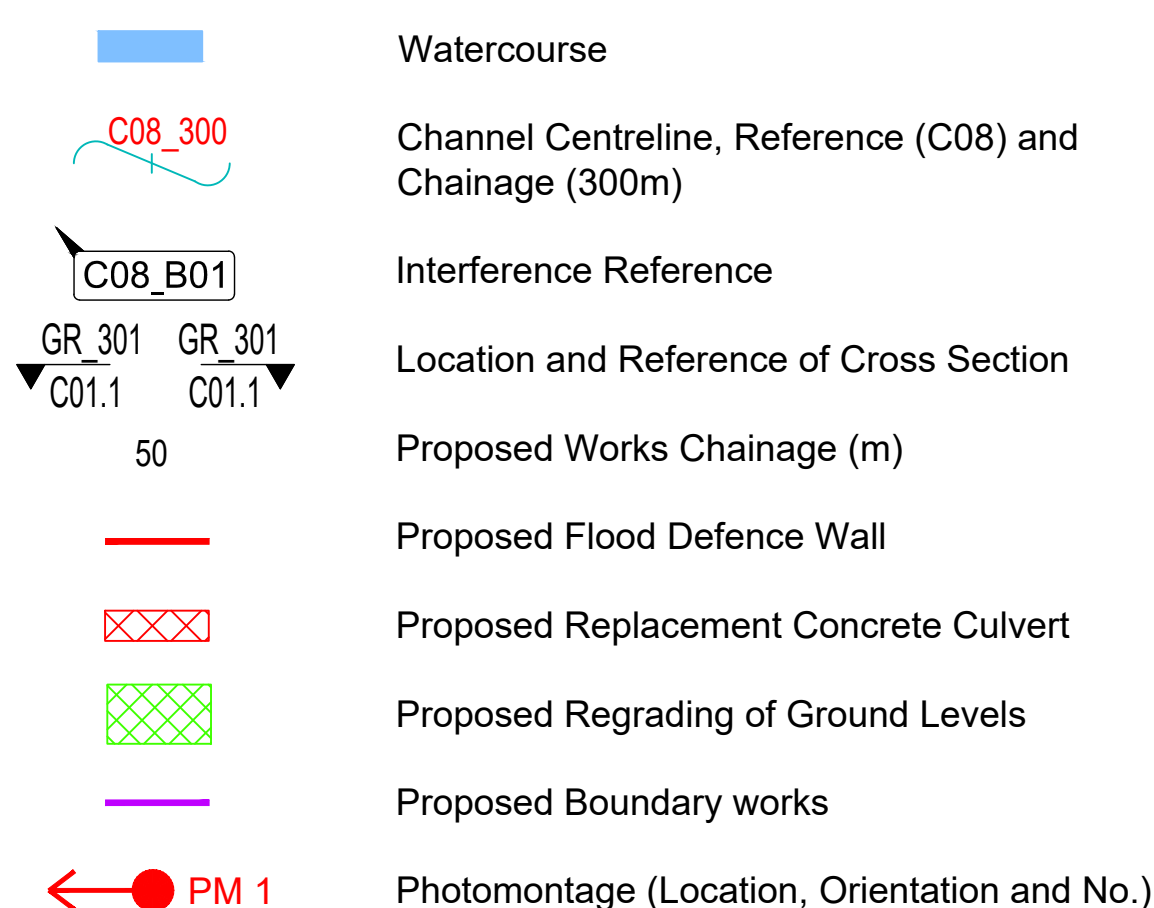 Watercourse
C08_300
Channel Centreline, Reference (C08) and
Chainage (300m)
C08_B01
Interference Reference
GR_301 GR_301
C01.1 C01.1
Location and Reference of Cross Section
50
Proposed Works Chainage (m)
Proposed Flood Defence Wall
Proposed Replacement Concrete Culvert
Proposed Regrading of Ground Levels
Proposed Boundary works
PM 1
Photomontage (Location, Orientation and No.)